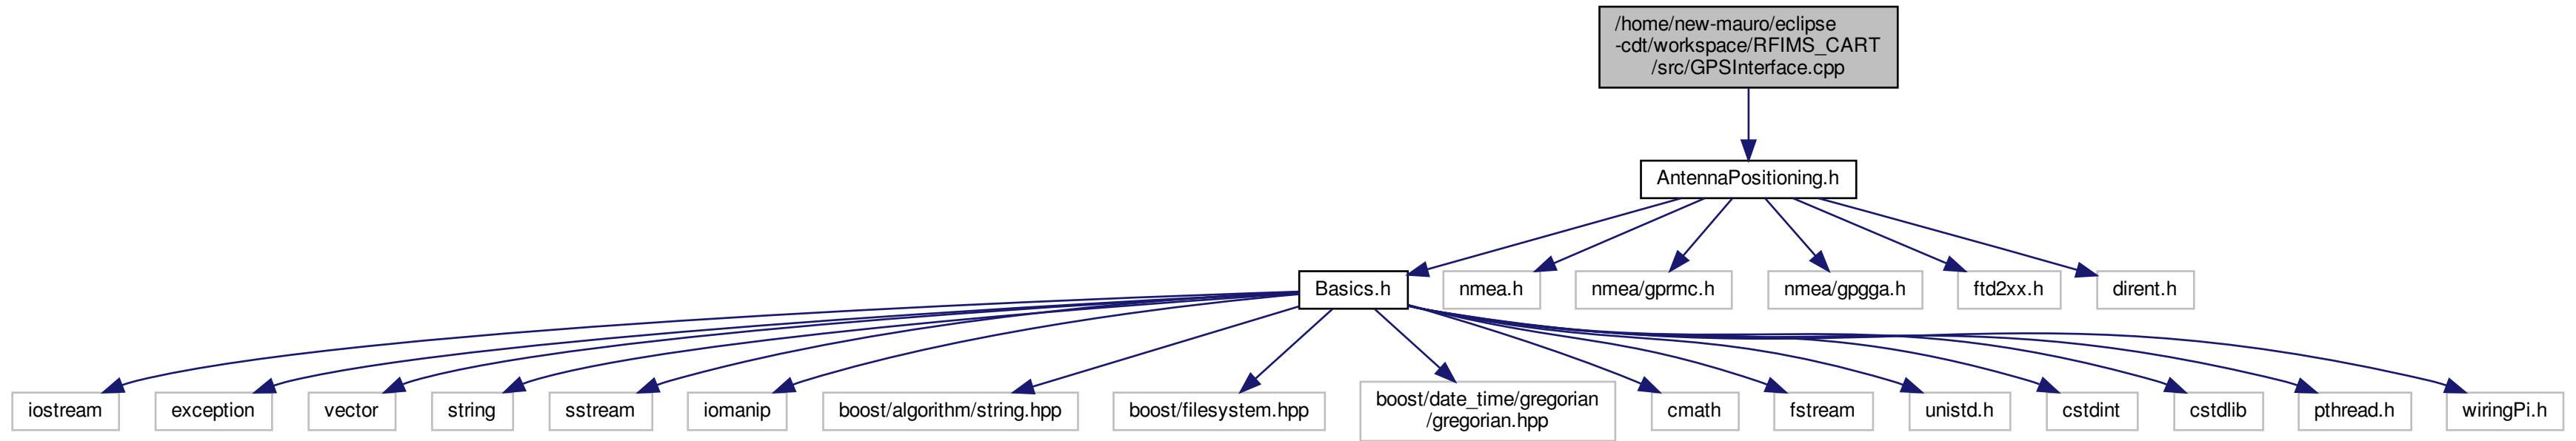 /home/new-mauro/eclipse
-cdt/workspace/RFIMS_CART
/src/GPSInterface.cpp
AntennaPositioning.h
Basics.h
nmea.h
nmea/gprmc.h
nmea/gpgga.h
ftd2xx.h
dirent.h
iostream
exception
vector
string
sstream
iomanip
boost/algorithm/string.hpp
boost/filesystem.hpp
boost/date_time/gregorian
/gregorian.hpp
cmath
fstream
unistd.h
cstdint
cstdlib
pthread.h
wiringPi.h